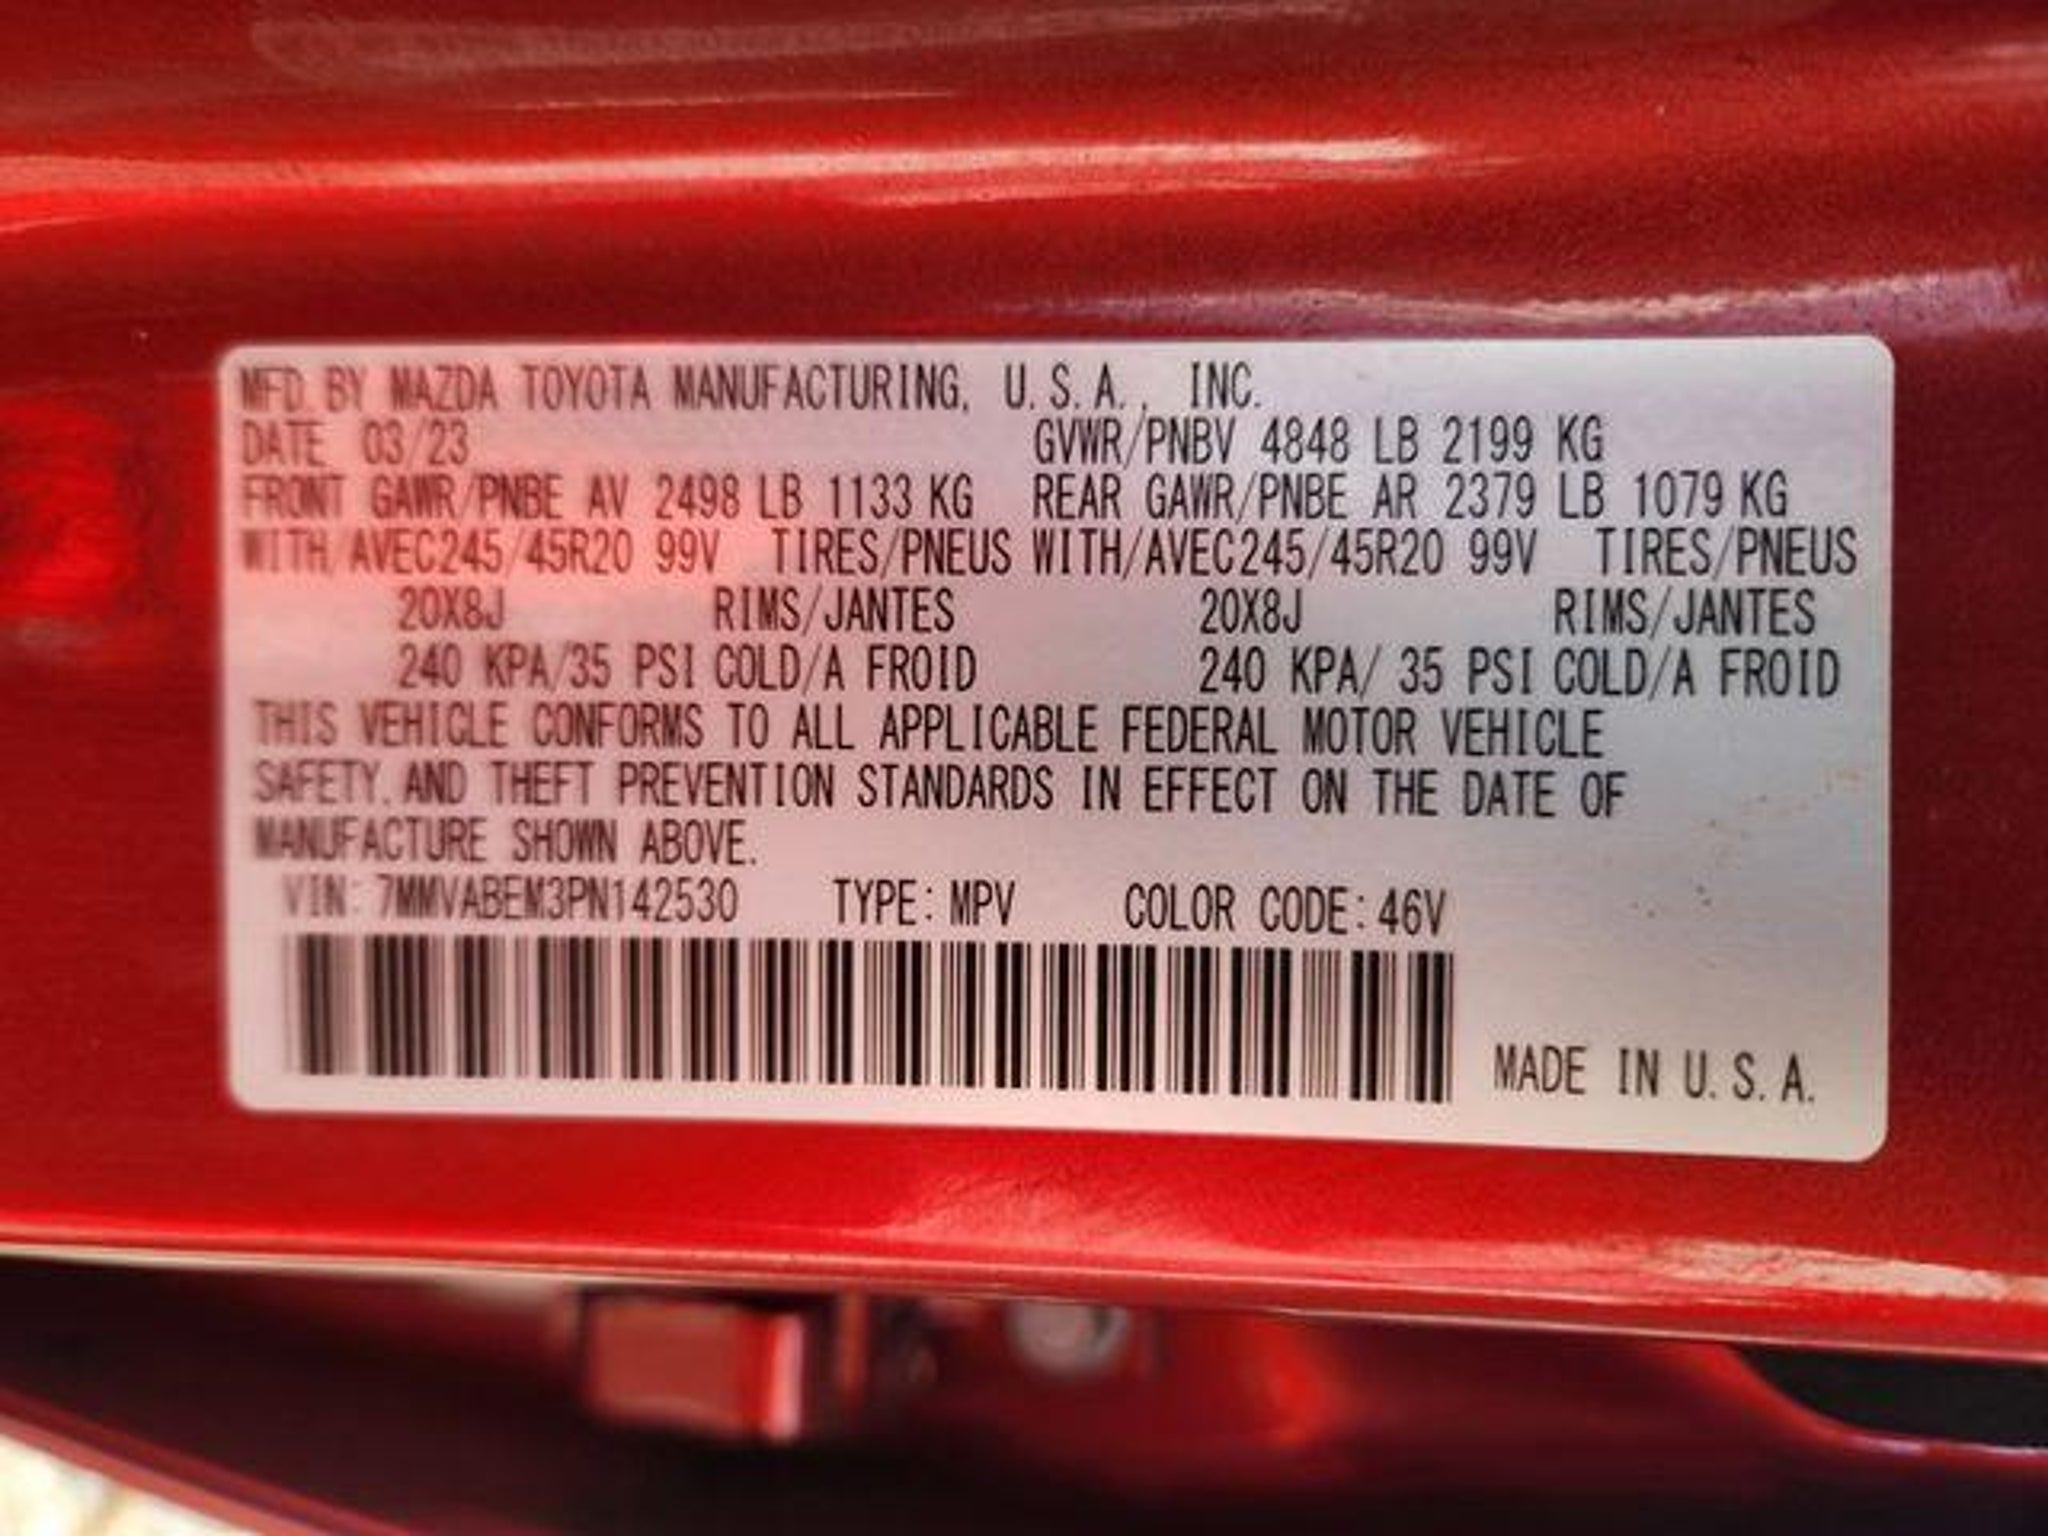 MFD. BY MAZDA TOYOTA MANUFACTURING, U.S.A., INC.
DATE 03/23 GVWR/PNBV 4848 LB 2199 KG
FRONT GAWR/PNBE AV 2498 LB 1133 KG REAR GAWR/PNBE AR 2379 LB 1079 KG
WITH/AVEC245/45R20 99V TIRES/PNEUS WITH/AVEC245/45R20 99V TIRES/PNEUS
20X8J RIMS/JANTES 20X8J RIMS/JANTES
240 KPA/35 PSI COLD/A FROID 240 KPA/ 35 PSI COLD/A FROID
THIS VEHICLE CONFORMS TO ALL APPLICABLE FEDERAL MOTOR VEHICLE
SAFETY, AND THEFT PREVENTION STANDARDS IN EFFECT ON THE DATE OF
MANUFACTURE SHOWN ABOVE.
VIN: 7MMVABEM3PN142530 TYPE: MPV COLOR CODE: 46V
MADE IN U.S.A.